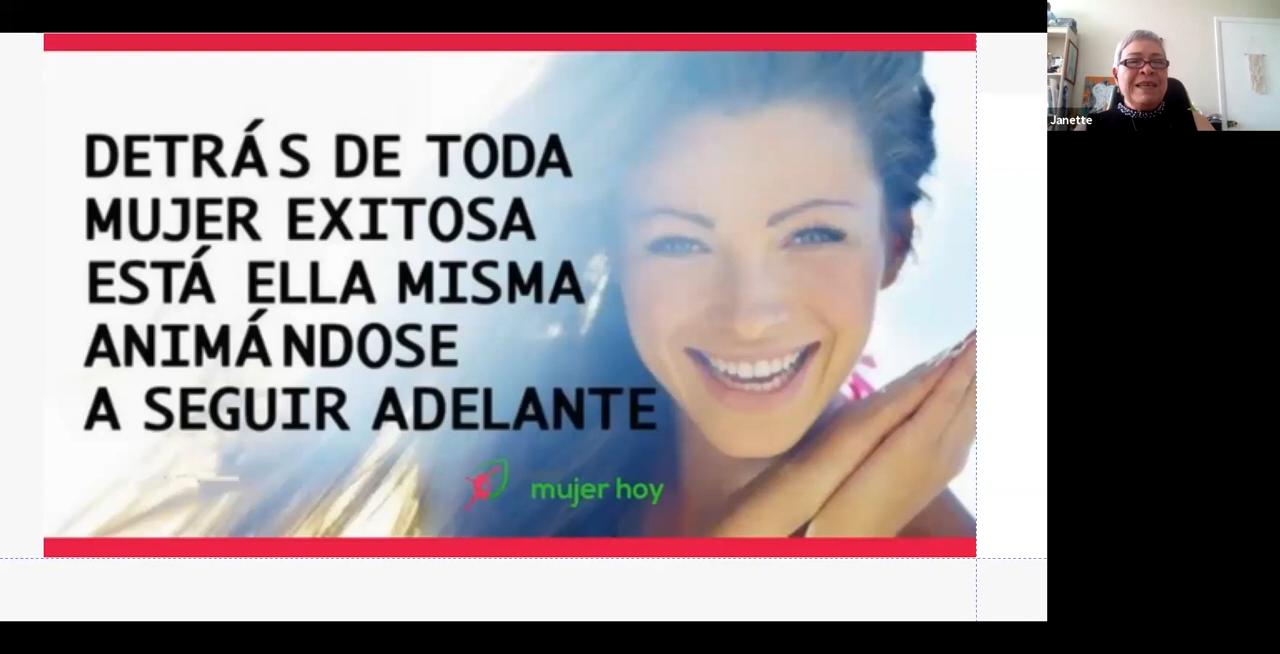 DETRÁS DE TODA
MUJER EXITOSA
ESTÁ ELLA MISMA
ANIMÁNDOSE
A SEGUIR ADELANTE
mujer hoy
Janette